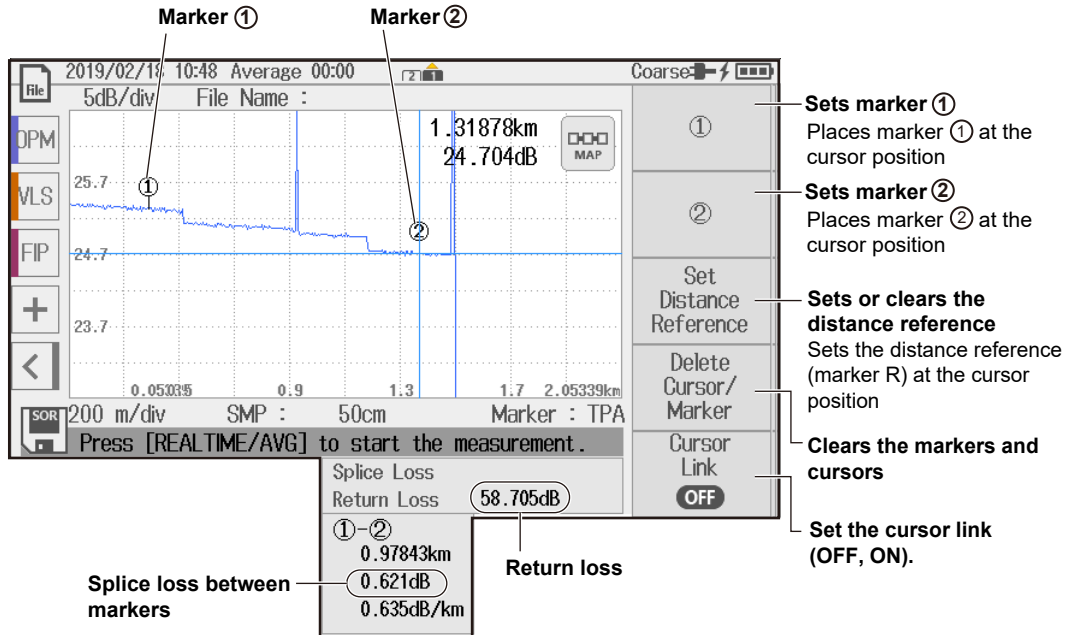 Marker ①
Marker ②
File
2019/02/18 10:48 Average 00:00
2 1
Coarse
5dB/div File Name :
OPM
VLS
FIP
+
<
1.31878km
24.704dB
MAP
25.7
①
②
24.7
23.7
0.9
1.3
1.7
2.05339km
SOR
200 m/div SMP : 50cm Marker : TPA
Press [REALTIME/AVG] to start the measurement.
①
②
Set
Distance
Reference
Delete
Cursor/
Marker
Cursor
Link
OFF
Splice Loss
Return Loss 58.705dB
①-②
0.97843km
0.621dB
0.635dB/km
Splice loss between
markers
Return loss
Sets marker ①
Places marker ① at the
cursor position
Sets marker ②
Places marker ② at the
cursor position
Sets or clears the
distance reference
Sets the distance reference
(marker R) at the cursor
position
Clears the markers and
cursors
Set the cursor link
(OFF, ON).